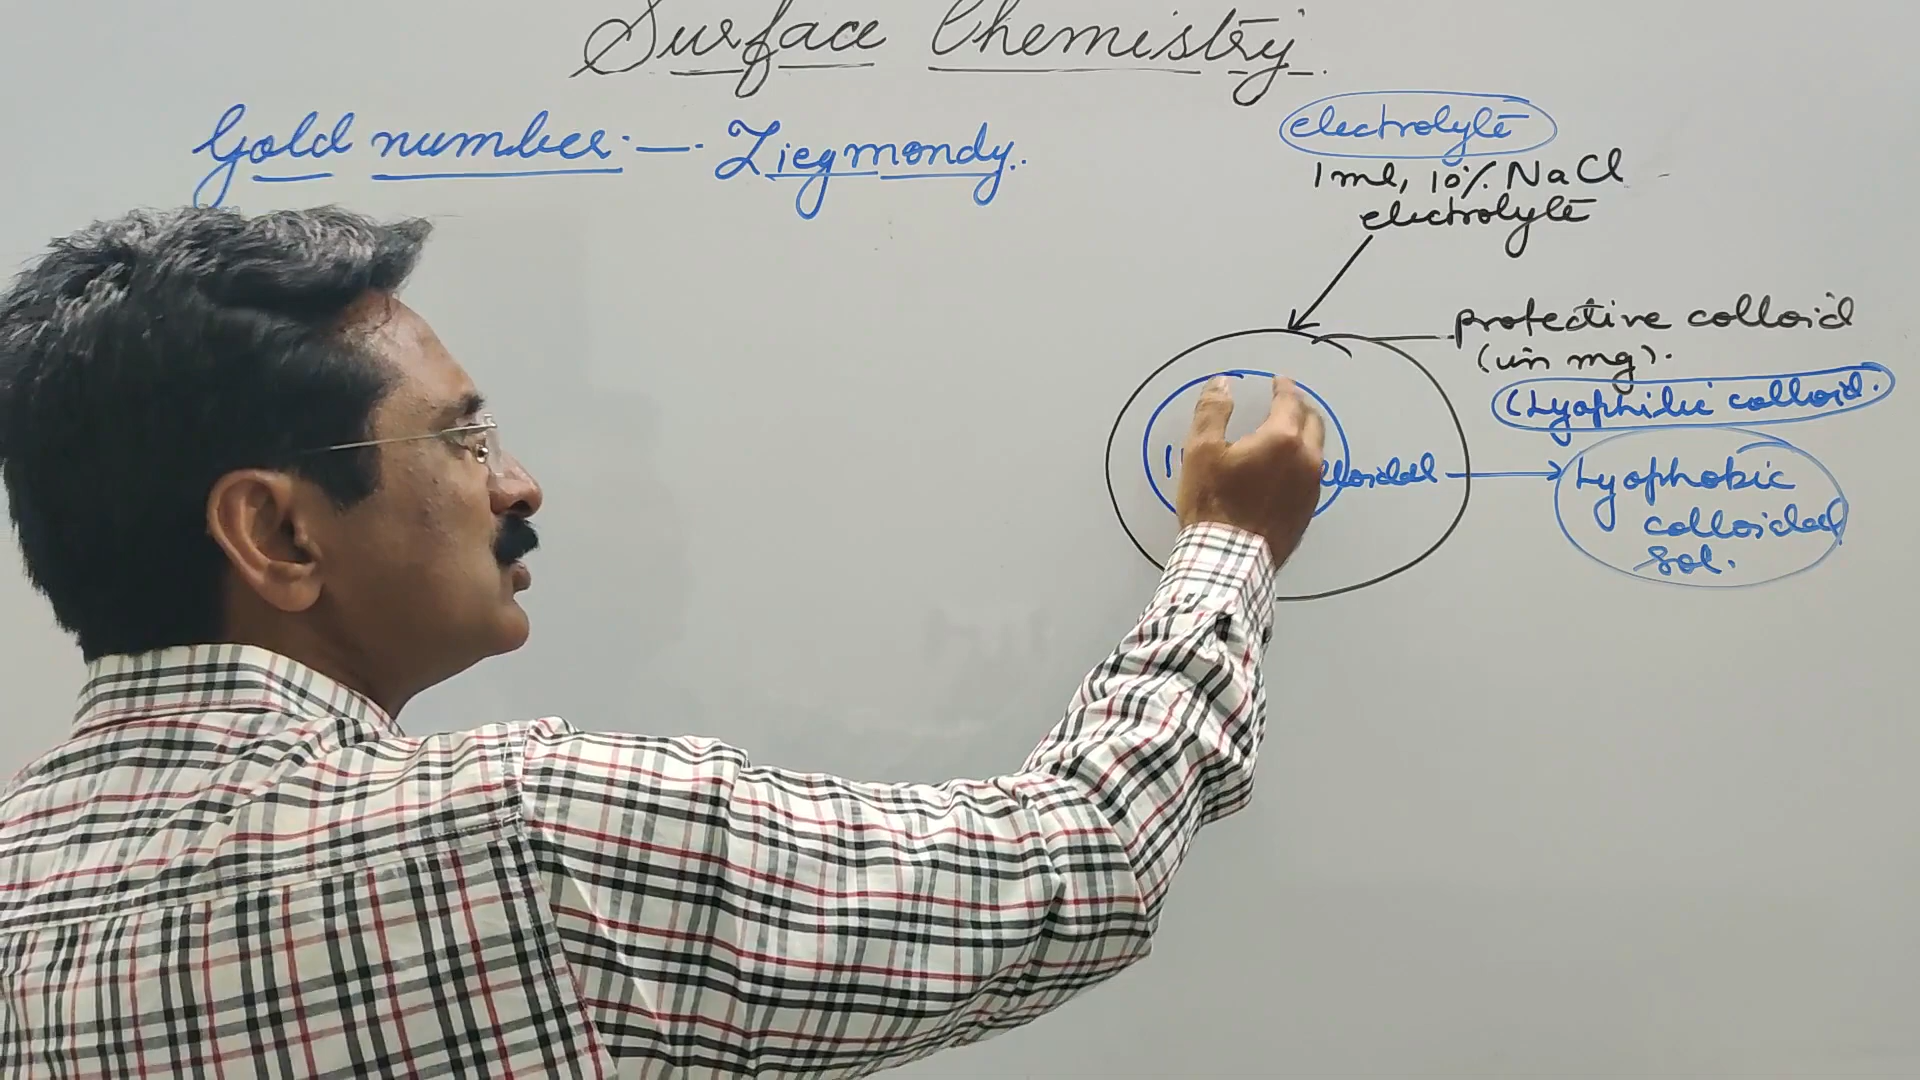 Surface Chemistry.
Gold number - Ziegmondy.
electrolyte
1ml, 10% NaCl
electrolyte
protective colloid
(in mg).
(Lyophilic colloid.
Lyophobic
colloidal
sol.